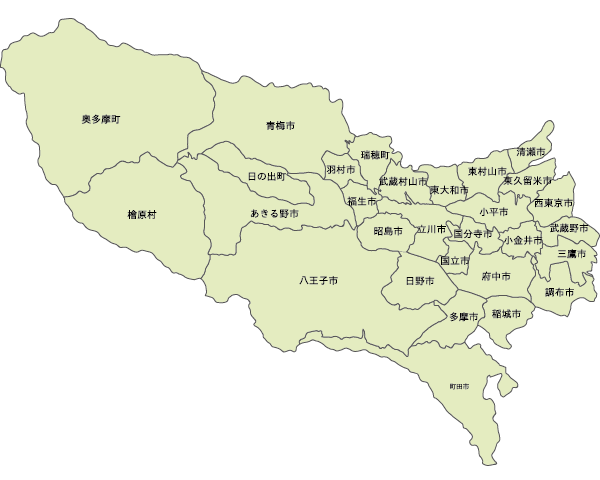 奥多摩町
青梅市
瑞穂町
清瀬市
羽村市
東村山市
日の出町
武蔵村山市
東久留米市
東大和市
福生市
西東京市
檜原村
あきる野市
小平市
昭島市
立川市
国分寺市
小金井市
武蔵野市
三鷹市
国立市
八王子市
日野市
府中市
調布市
多摩市
稲城市
町田市